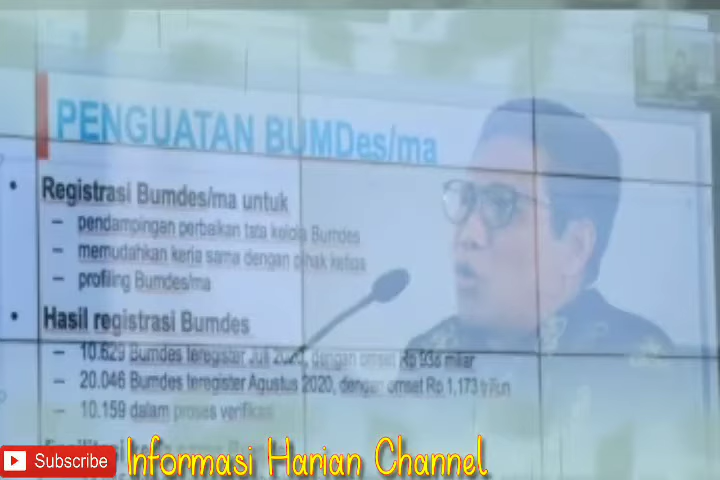 PENGUATAN BUMDes/ma
• Registrasi Bumdes/ma untuk
– pendampingan perbaikan tata kelola Bumdes
– memudahkan kerja sama dengan pihak ketiga
– profiling Bumdes/ma
• Hasil registrasi Bumdes
– 10.629 Bumdes teregister Juli 2020, dengan omset Rp 938 miliar
– 20.046 Bumdes teregister Agustus 2020, dengan omset Rp 1,173 triliun
– 10.159 dalam proses verifikasi
Subscribe Informasi Harian Channel